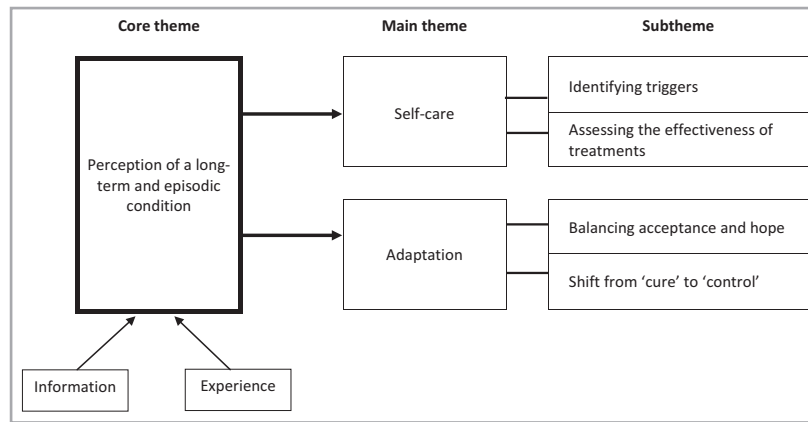 Core theme
Main theme
Subtheme
Perception of a long-
term and episodic
condition
Self-care
Identifying triggers
Assessing the effectiveness of
treatments
Adaptation
Balancing acceptance and hope
Shift from ‘cure’ to ‘control’
Information
Experience